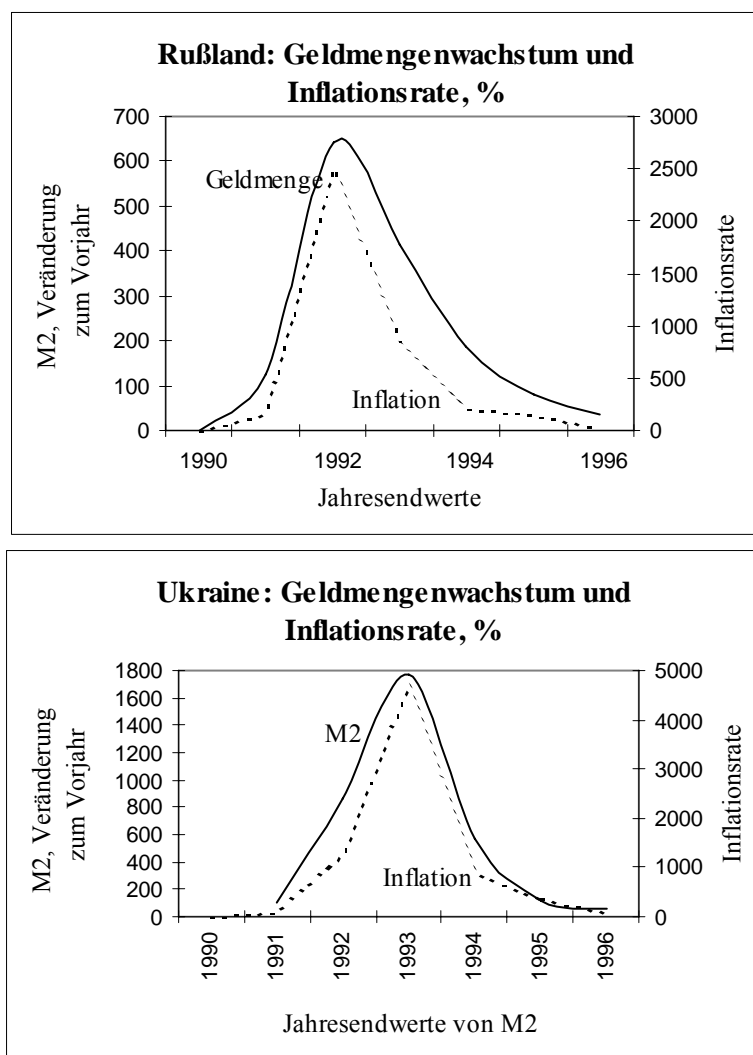 Rußland: Geldmengenwachstum und
Inflationsrate, %
M2, Veränderung
zum Vorjahr
700
600
500
400
300
200
100
0
Geldmenge
Inflation
3000
2500
2000
1500
1000
500
0
Inflationsrate
1990 1992 1994 1996
Jahresendwerte
Ukraine: Geldmengenwachstum und
Inflationsrate, %
M2, Veränderung
zum Vorjahr
1800
1600
1400
1200
1000
800
600
400
200
0
M2
Inflation
5000
4000
3000
2000
1000
0
Inflationsrate
1990 1991 1992 1993 1994 1995 1996
Jahresendwerte von M2